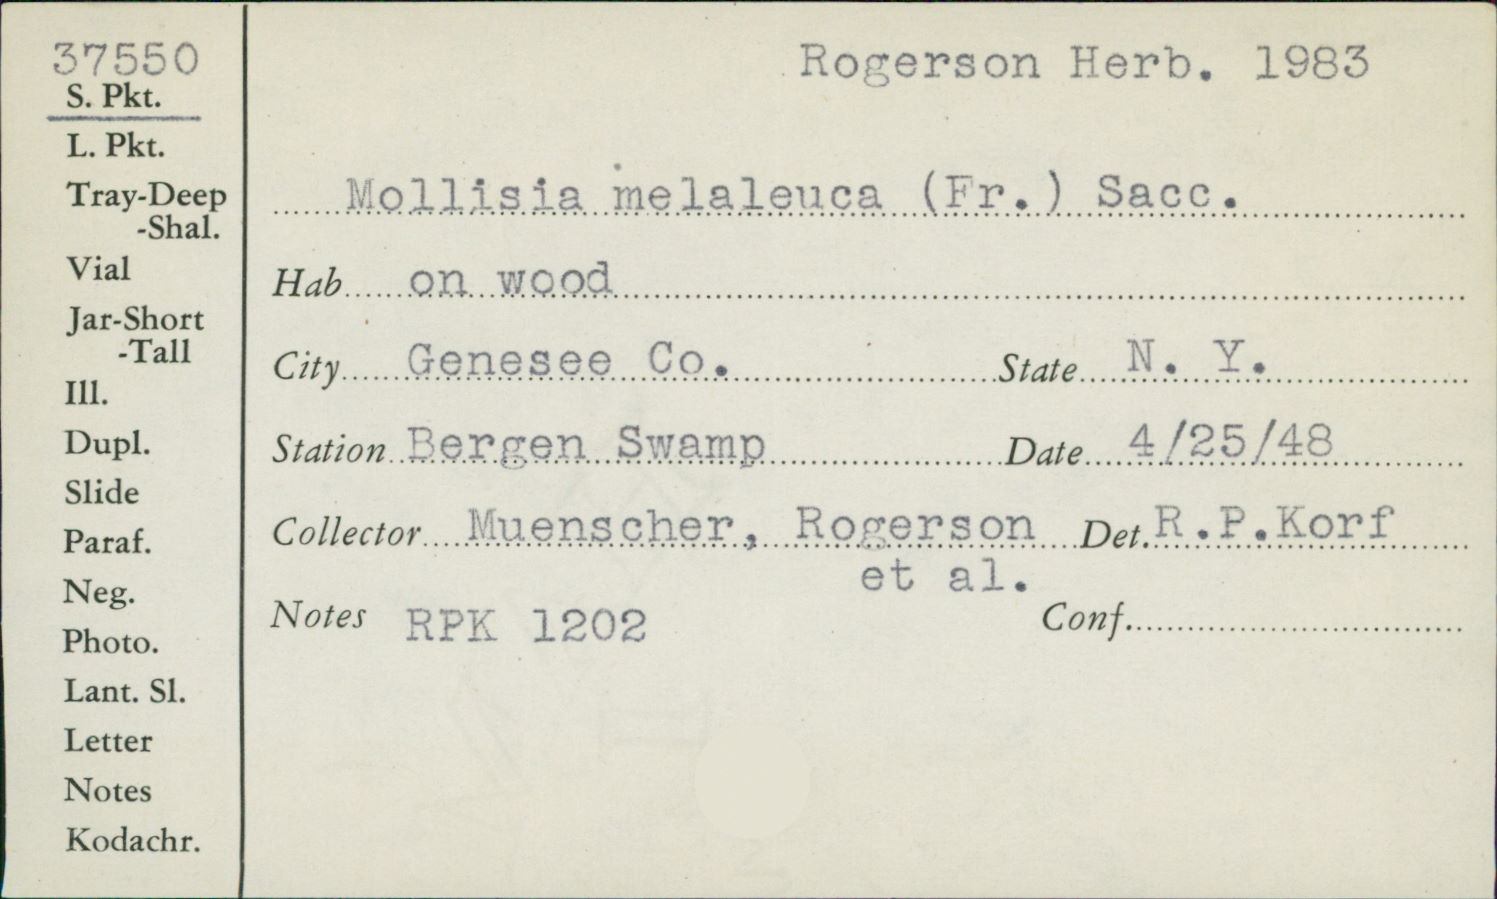 37550
S. Pkt.
L. Pkt.
Tray-Deep
-Shal.
Vial
Jar-Short
-Tall
Ill.
Dupl.
Slide
Paraf.
Neg.
Photo.
Lant. Sl.
Letter
Notes
Kodachr.
Rogerson Herb. 1983
Mollisia melaleuca (Fr.) Sacc.
Hab on wood
City Genesee Co. State N. Y.
Station Bergen Swamp Date 4/25/48
Collector Muenscher, Rogerson Det. R.P.Korf
et al.
Notes RPK 1202 Conf.